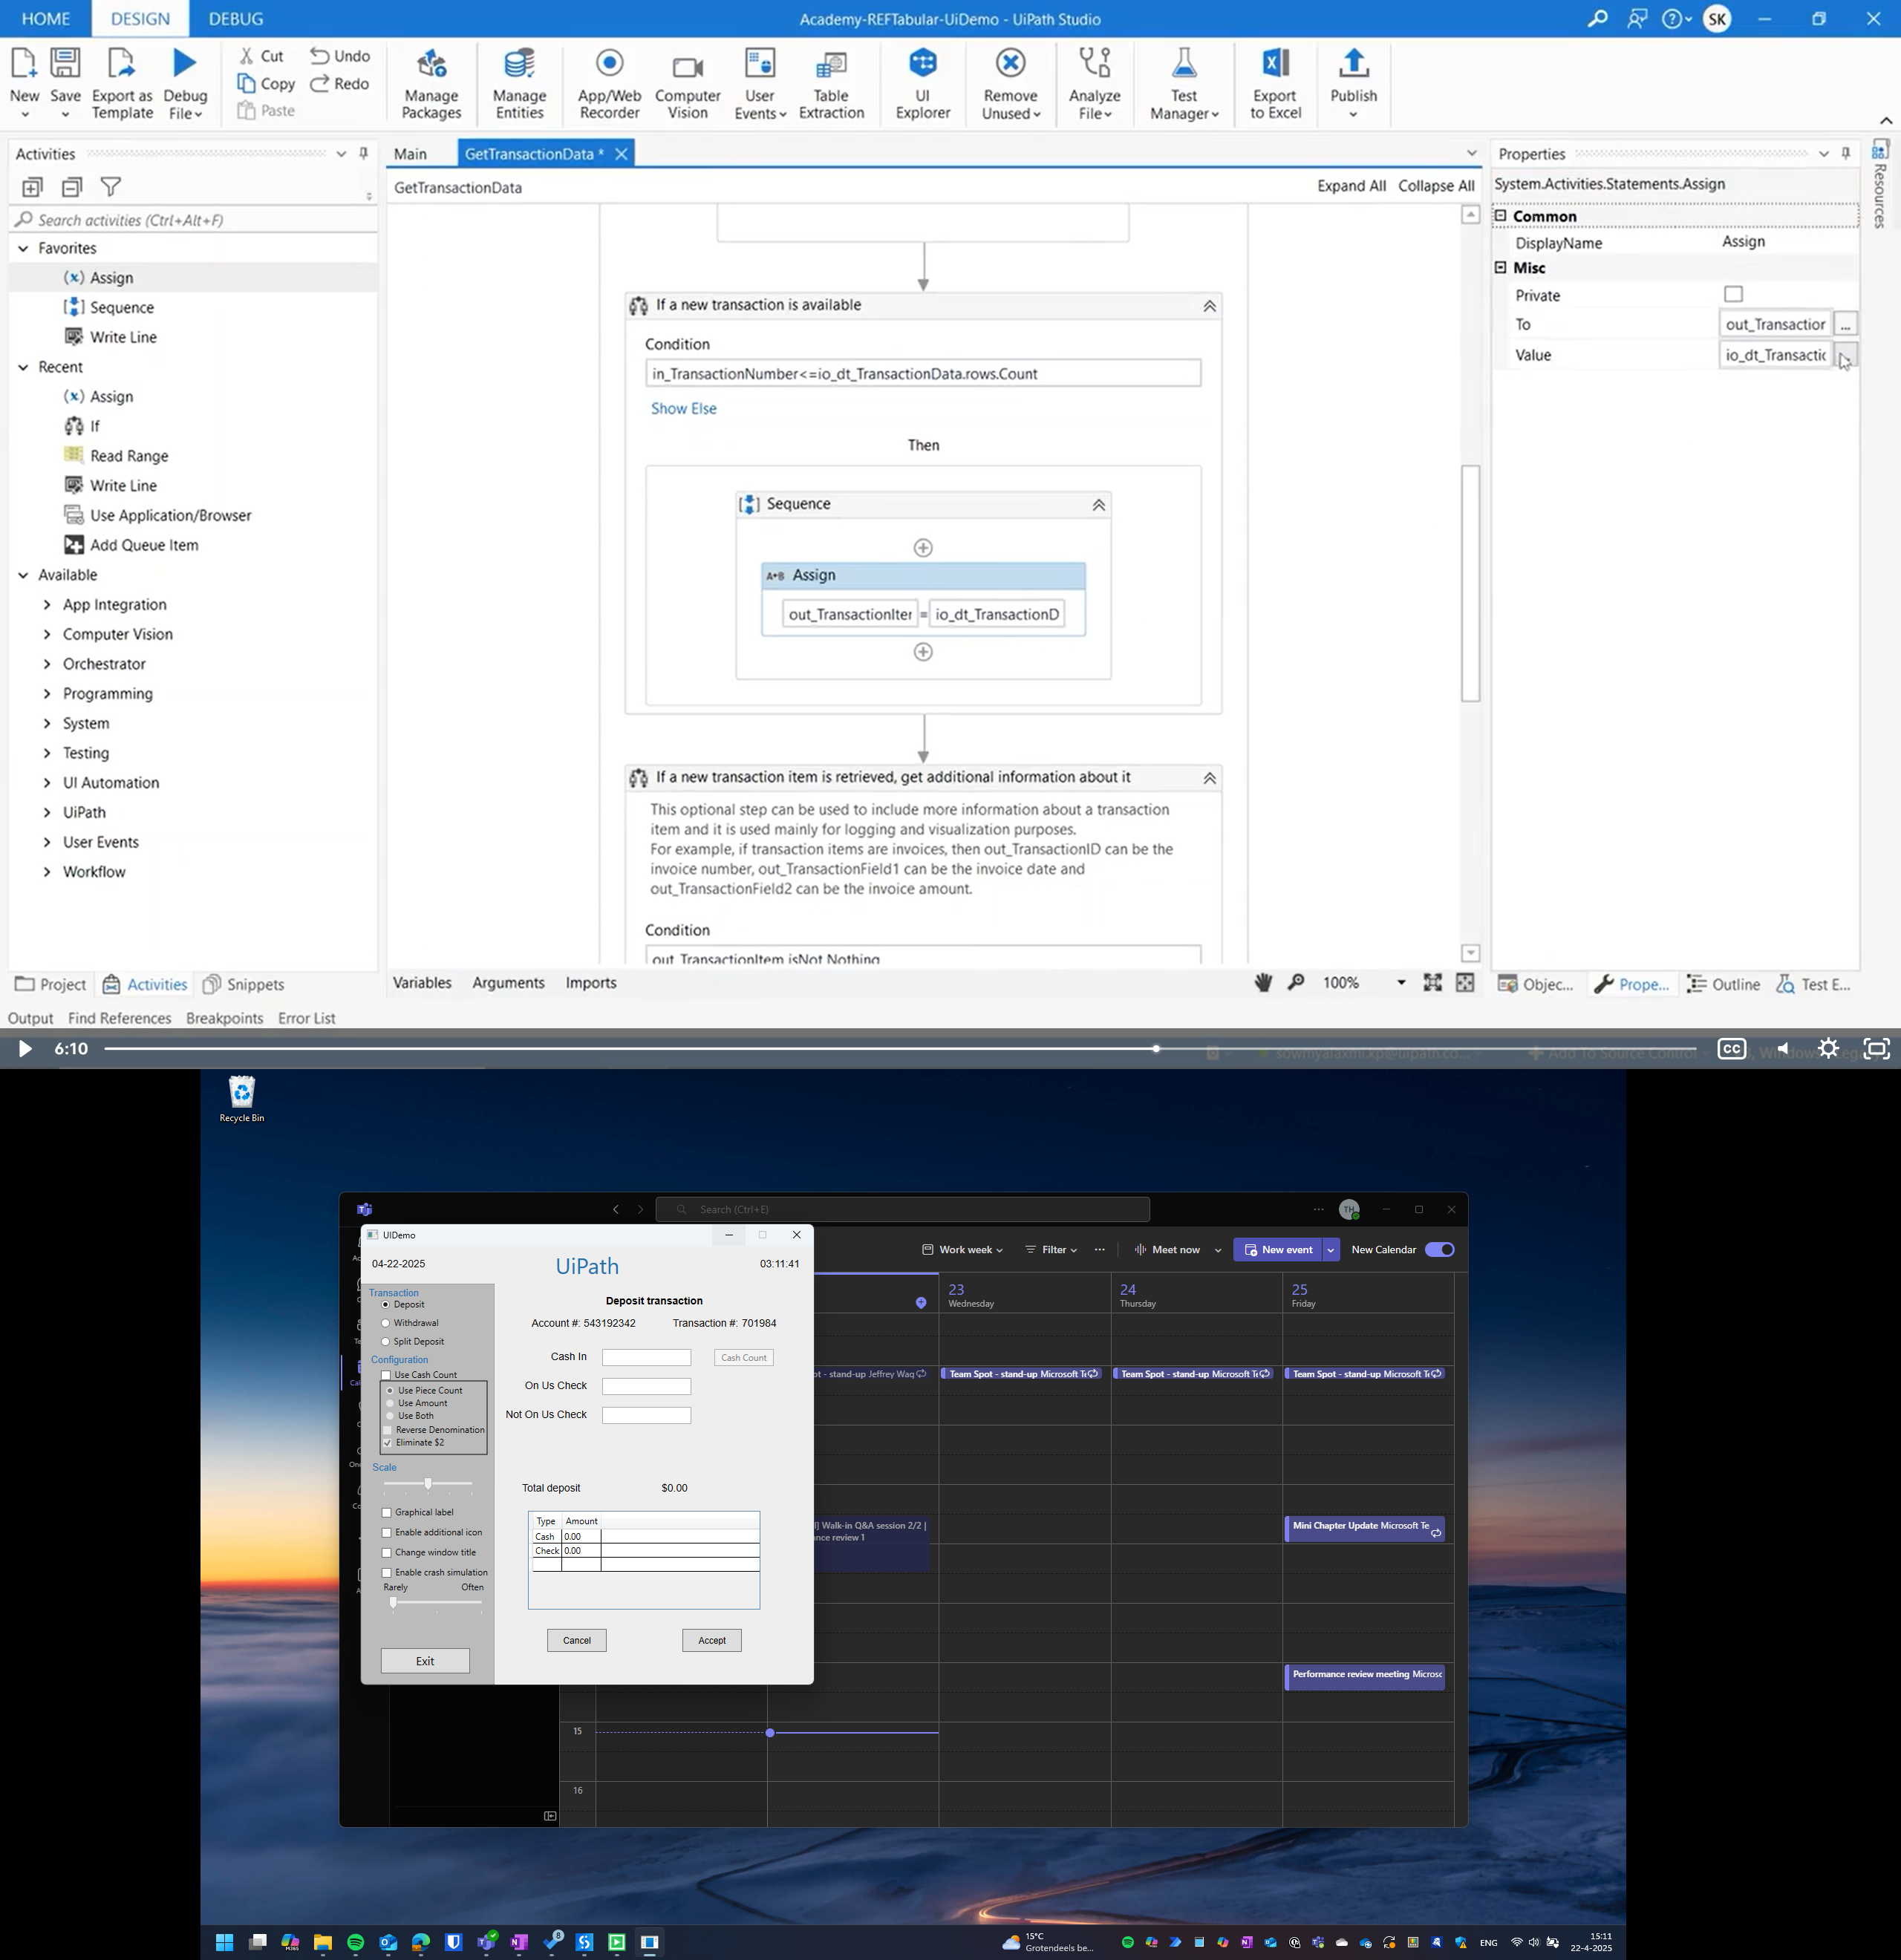 HOME DESIGN DEBUG Academy-REFTabular-UiDemo - UiPath Studio SK
New Save Export as Template Debug File
Cut Copy Paste Undo Redo
Manage Packages Manage Entities App/Web Recorder Computer Vision User Events Table Extraction UI Explorer Remove Unused Analyze File Test Manager Export to Excel Publish
Activities
Search activities (Ctrl+Alt+F)
Favorites
Assign
Sequence
Write Line
Recent
Assign
If
Read Range
Write Line
Use Application/Browser
Add Queue Item
Available
App Integration
Computer Vision
Orchestrator
Programming
System
Testing
UI Automation
UiPath
User Events
Workflow
Project Activities Snippets
Main GetTransactionData *
GetTransactionData Expand All Collapse All
If a new transaction is available
Condition
in_TransactionNumber<=io_dt_TransactionData.rows.Count
Show Else
Then
Sequence
A+B Assign
out_TransactionIter = io_dt_TransactionD
If a new transaction item is retrieved, get additional information about it
This optional step can be used to include more information about a transaction
item and it is used mainly for logging and visualization purposes.
For example, if transaction items are invoices, then out_TransactionID can be the
invoice number, out_TransactionField1 can be the invoice date and
out_TransactionField2 can be the invoice amount.
Condition
out_TransactionItem isNot Nothing
Variables Arguments Imports 100%
Properties
System.Activities.Statements.Assign
Common
DisplayName Assign
Misc
Private
To out_Transactior ...
Value io_dt_Transactic
Resources
Objec... Prope... Outline Test E...
Output Find References Breakpoints Error List
6:10 CC
sowmyalaxmi.kp@uipath.co... Add To Source Control
Recycle Bin
Search (Ctrl+E) TH
Work week Filter ... Meet now New event New Calendar
23 Wednesday
24 Thursday
25 Friday
stand-up Jeffrey Wag
Team Spot - stand-up Microsoft Te
Team Spot - stand-up Microsoft Te
Team Spot - stand-up Microsoft Te
Walk-in Q&A session 2/2 |
review 1
Mini Chapter Update Microsoft Te
Performance review meeting Microsc
15
16
UIDemo
04-22-2025 UiPath 03:11:41
Transaction
Deposit
Withdrawal
Split Deposit
Configuration
Use Cash Count
Use Piece Count
Use Amount
Use Both
Reverse Denomination
Eliminate $2
Scale
Graphical label
Enable additional icon
Change window title
Enable crash simulation
Rarely Often
Exit
Deposit transaction
Account #: 543192342 Transaction #: 701984
Cash In Cash Count
On Us Check
Not On Us Check
Total deposit $0.00
Type Amount
Cash 0.00
Check 0.00
Cancel Accept
15°C
Grotendeels be...
ENG
15:11
22-4-2025